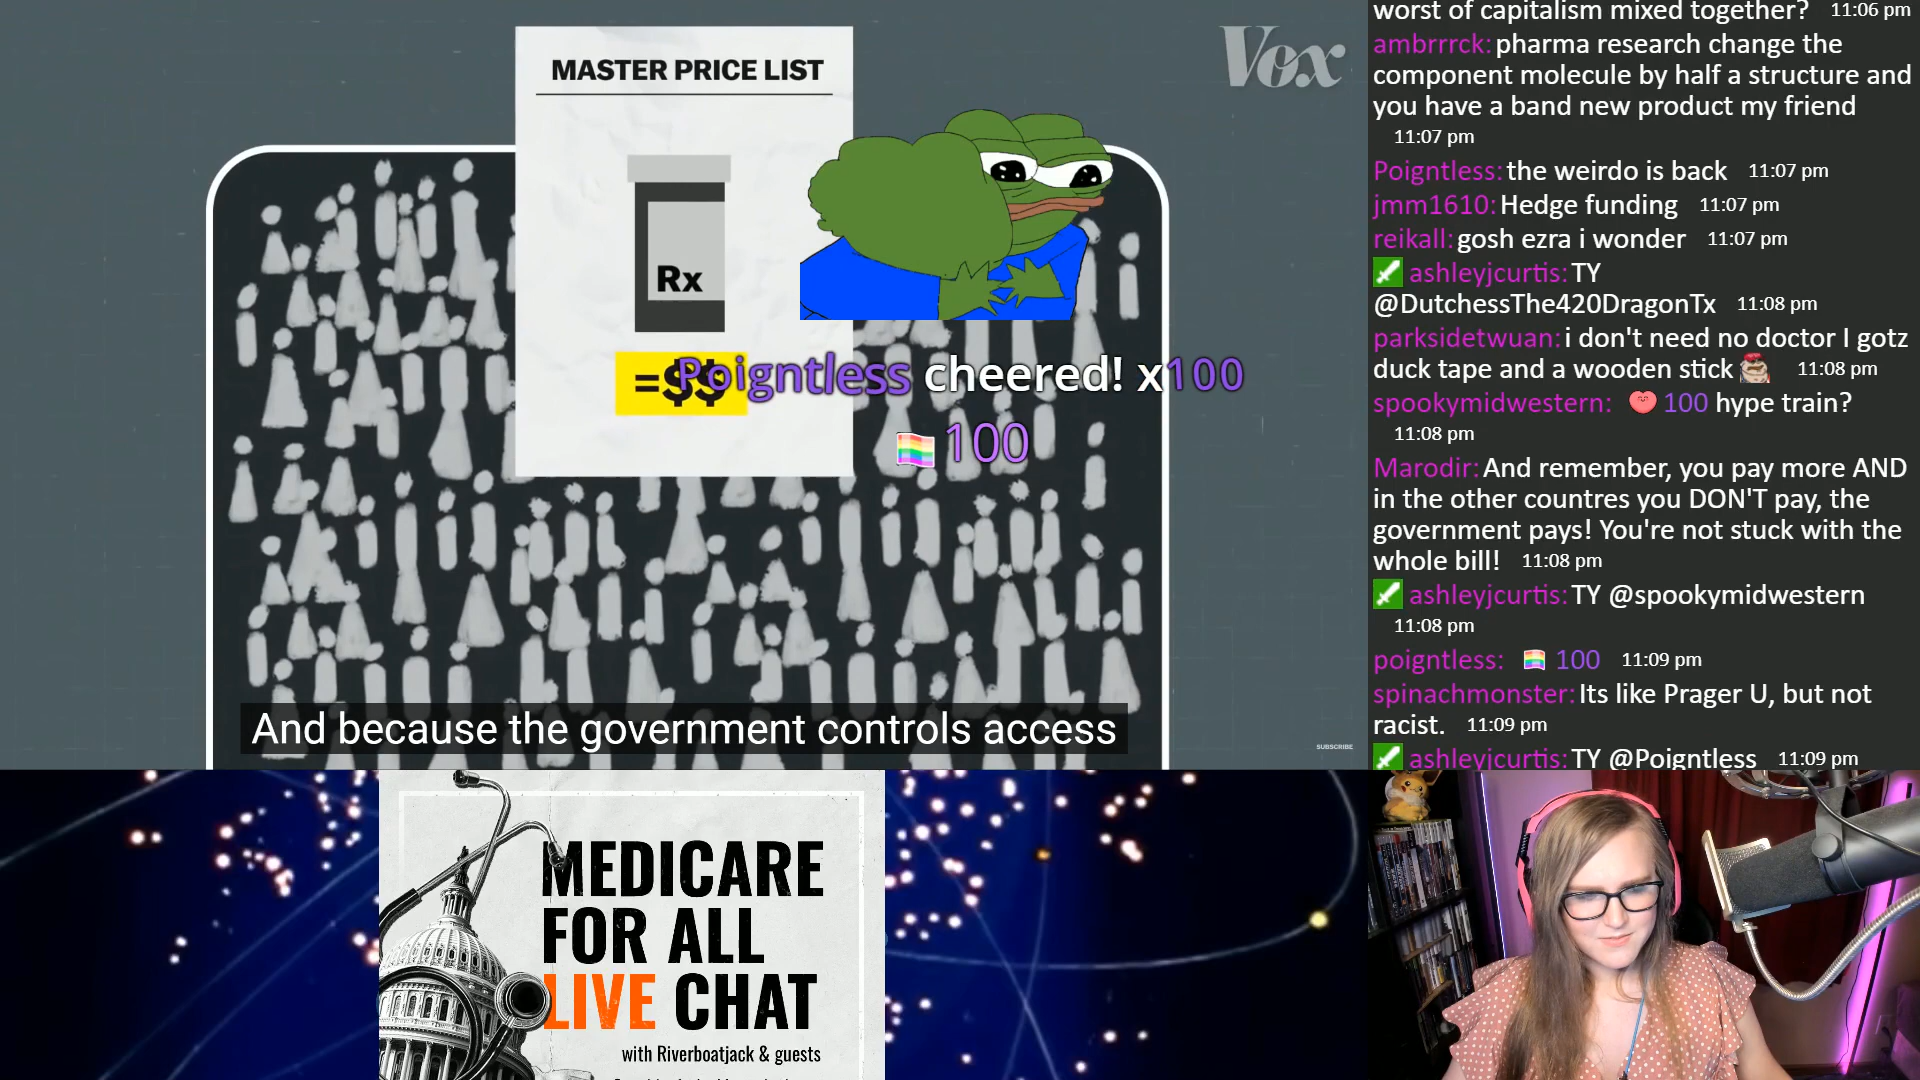 MASTER PRICE LIST
Vox
Rx
=$$
Poigntless cheered! x100
100
And because the government controls access
SUBSCRIBE
MEDICARE
FOR ALL
LIVE CHAT
with Riverboatjack & guests
worst of capitalism mixed together? 11:06 pm
ambrrrck: pharma research change the
component molecule by half a structure and
you have a band new product my friend
11:07 pm
Poigntless: the weirdo is back 11:07 pm
jmm1610: Hedge funding 11:07 pm
reikall: gosh ezra i wonder 11:07 pm
ashleyjcurtis: TY
@DutchessThe420DragonTx 11:08 pm
parksidetwuan: i don't need no doctor I gotz
duck tape and a wooden stick 11:08 pm
spookymidwestern: 100 hype train?
11:08 pm
Marodir: And remember, you pay more AND
in the other countres you DON'T pay, the
government pays! You're not stuck with the
whole bill! 11:08 pm
ashleyjcurtis: TY @spookymidwestern
11:08 pm
poigntless: 100 11:09 pm
spinachmonster: Its like Prager U, but not
racist. 11:09 pm
ashleyjcurtis: TY @Poigntless 11:09 pm